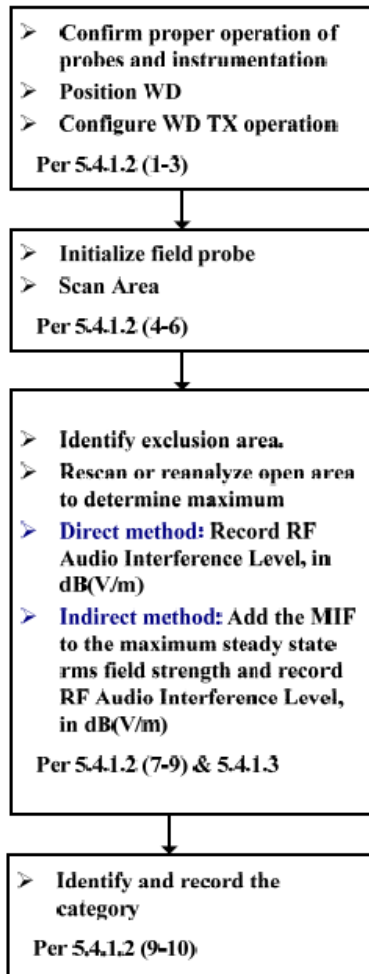 ➢ Confirm proper operation of
probes and instrumentation
➢ Position WD
➢ Configure WD TX operation
Per 5.4.1.2 (1-3)
➢ Initialize field probe
➢ Scan Area
Per 5.4.1.2 (4-6)
➢ Identify exclusion area.
➢ Rescan or reanalyze open area
to determine maximum
➢ Direct method: Record RF
Audio Interference Level, in
dB(V/m)
➢ Indirect method: Add the MIF
to the maximum steady state
rms field strength and record
RF Audio Interference Level,
in dB(V/m)
Per 5.4.1.2 (7-9) & 5.4.1.3
➢ Identify and record the
category
Per 5.4.1.2 (9-10)